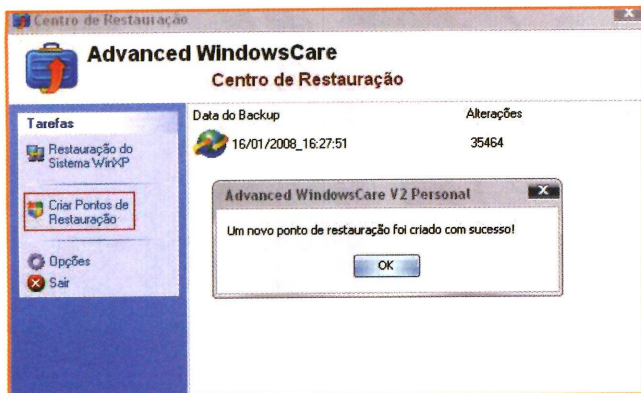 Centro de Restauração
Advanced WindowsCare
Centro de Restauração
Tarefas
Restauração do
Sistema WinXP
Criar Pontos de
Restauração
Opções
Sair
Data do Backup
Alterações
16/01/2008_16:27:51
35464
Advanced WindowsCare V2 Personal
Um novo ponto de restauração foi criado com sucesso!
OK